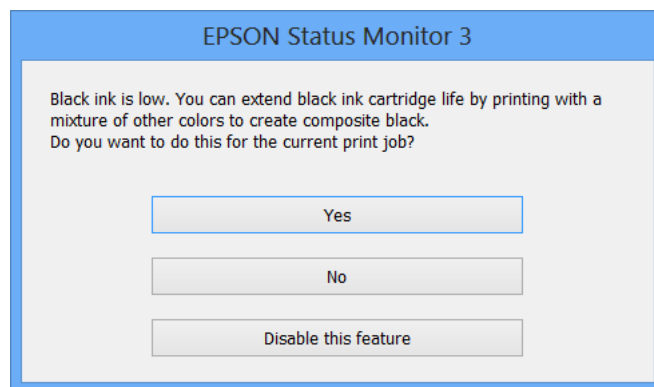 EPSON Status Monitor 3
Black ink is low. You can extend black ink cartridge life by printing with a
mixture of other colors to create composite black.
Do you want to do this for the current print job?
Yes
No
Disable this feature